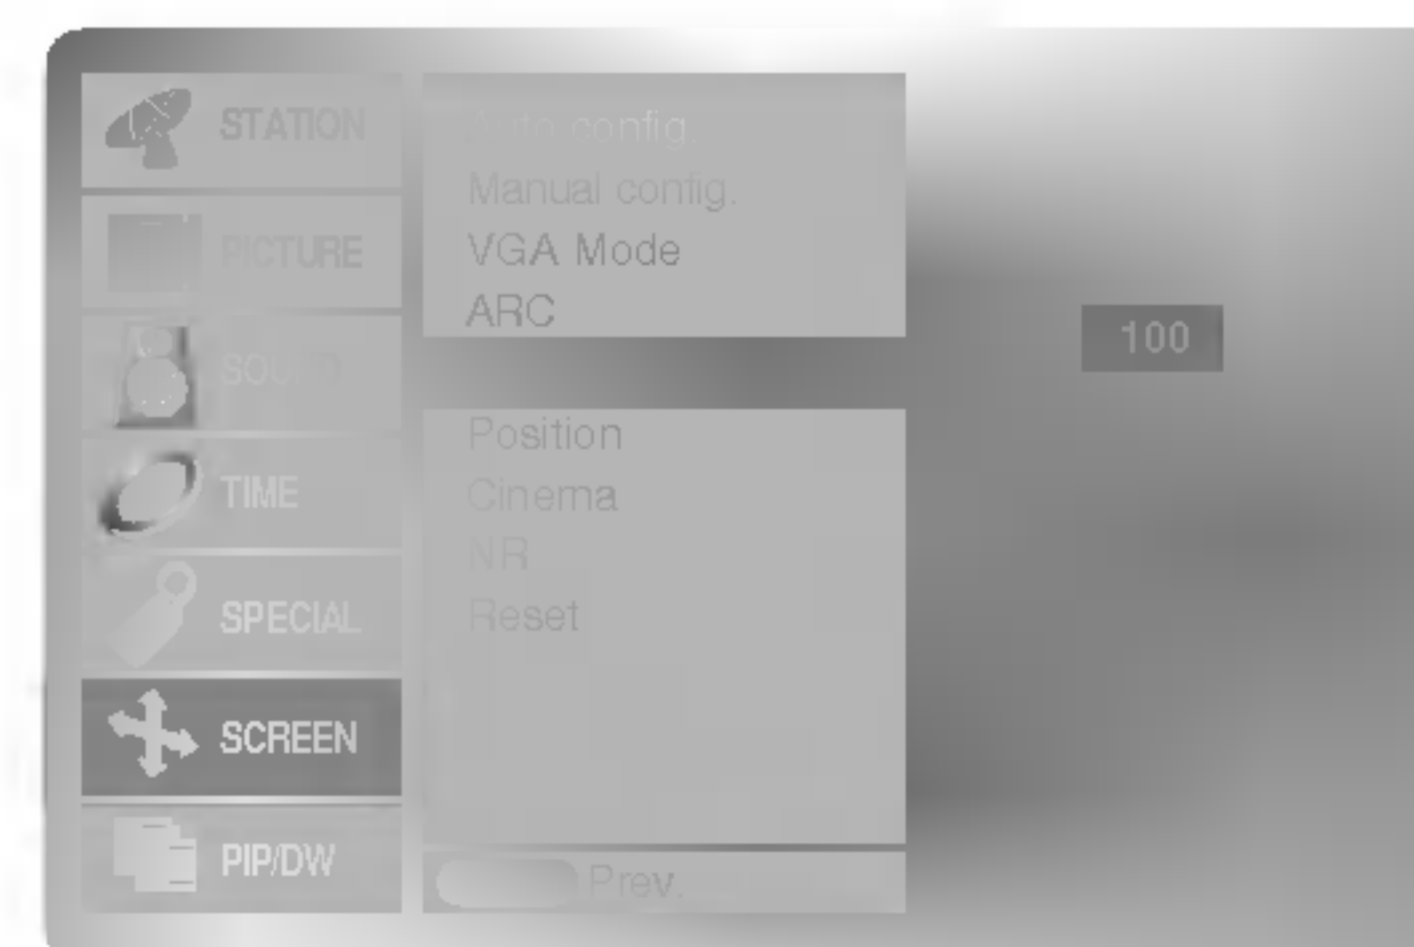 STATION
PICTURE
SOUND
TIME
SPECIAL
SCREEN
PIP/DW
Auto config.
Manual config.
VGA Mode
ARC
Position
Cinema
NR
Reset
Prev.
100